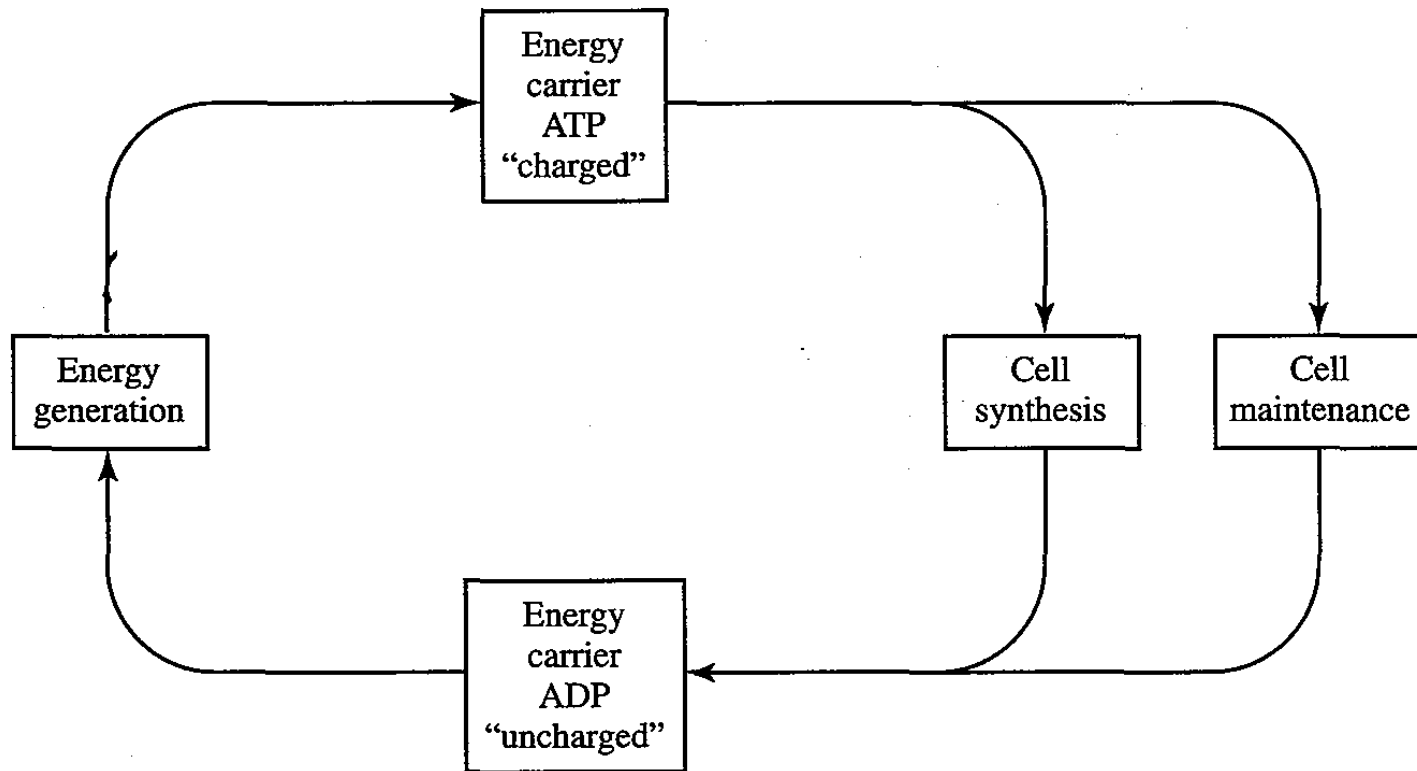 Energy
carrier
ATP
“charged”
Energy
generation
Cell
synthesis
Cell
maintenance
Energy
carrier
ADP
“uncharged”